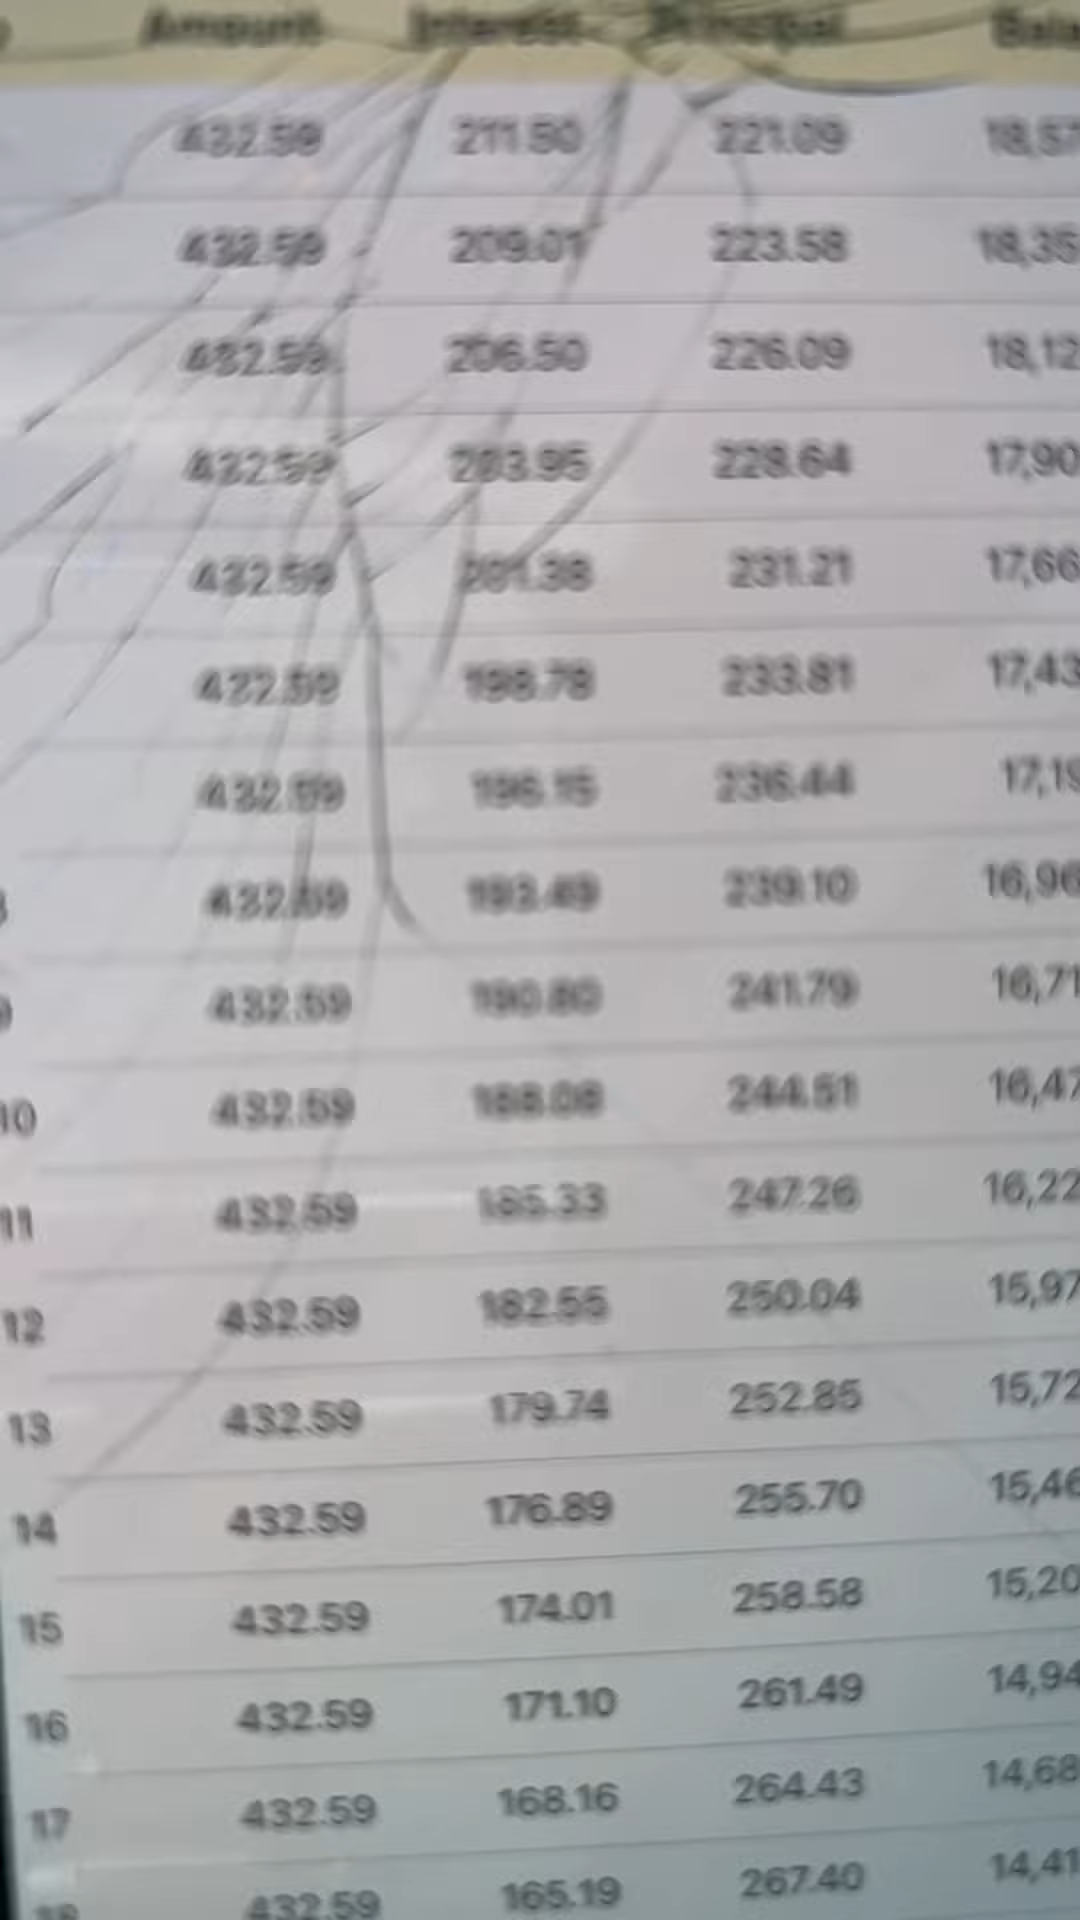 Amount Interest Principal Bala
432.59 211.50 221.09 18,57
432.59 209.01 223.58 18,35
432.59 206.50 226.09 18,12
432.59 203.95 228.64 17,90
432.59 201.38 231.21 17,66
432.59 198.78 233.81 17,43
432.59 196.15 236.44 17,19
8 432.59 193.49 239.10 16,96
9 432.59 190.80 241.79 16,71
10 432.59 188.08 244.51 16,47
11 432.59 185.33 247.26 16,22
12 432.59 182.55 250.04 15,97
13 432.59 179.74 252.85 15,72
14 432.59 176.89 255.70 15,46
15 432.59 174.01 258.58 15,20
16 432.59 171.10 261.49 14,94
17 432.59 168.16 264.43 14,68
18 432.59 165.19 267.40 14,41